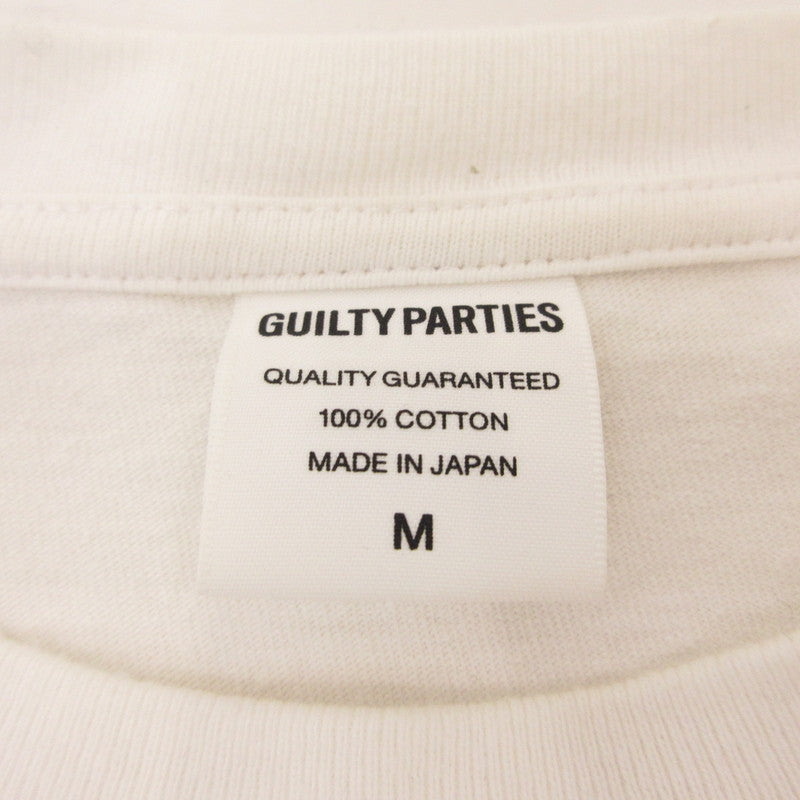 GUILTY PARTIES
QUALITY GUARANTEED
100% COTTON
MADE IN JAPAN
M